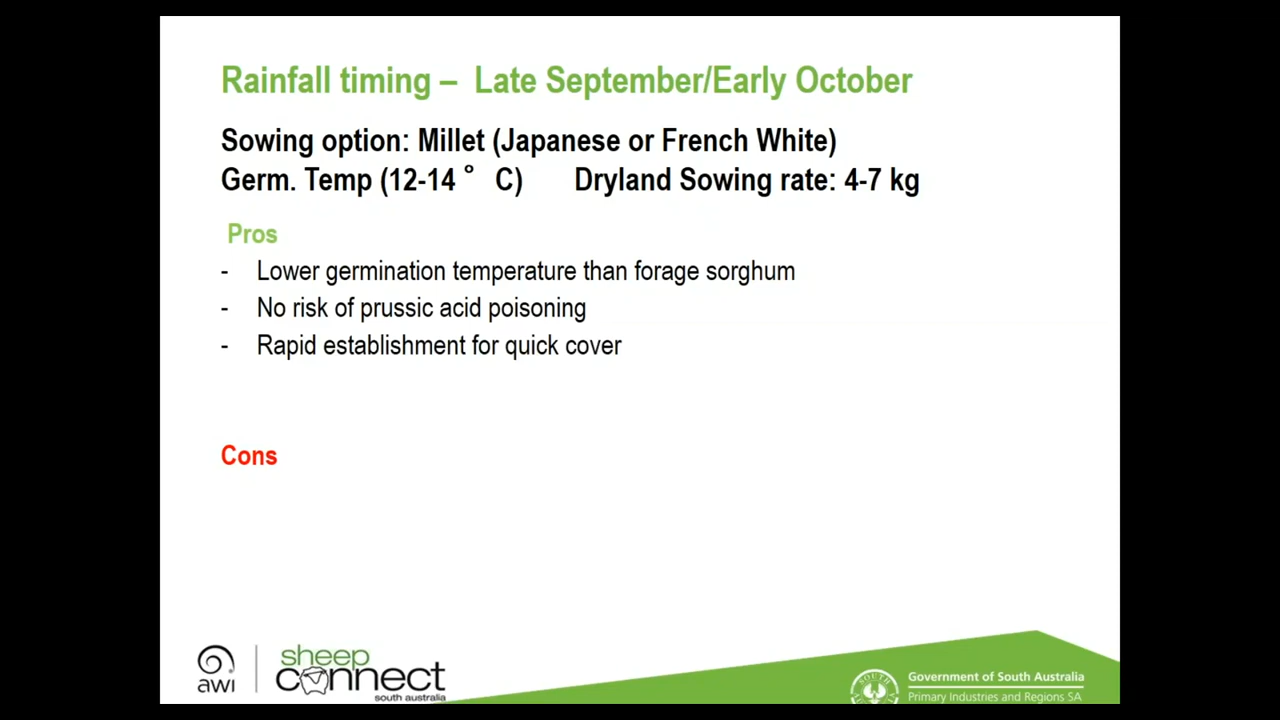 Rainfall timing – Late September/Early October
Sowing option: Millet (Japanese or French White)
Germ. Temp (12-14 ° C) Dryland Sowing rate: 4-7 kg
Pros
- Lower germination temperature than forage sorghum
- No risk of prussic acid poisoning
- Rapid establishment for quick cover
Cons
awi
sheep
connect
south australia
Government of South Australia
Primary Industries and Regions SA